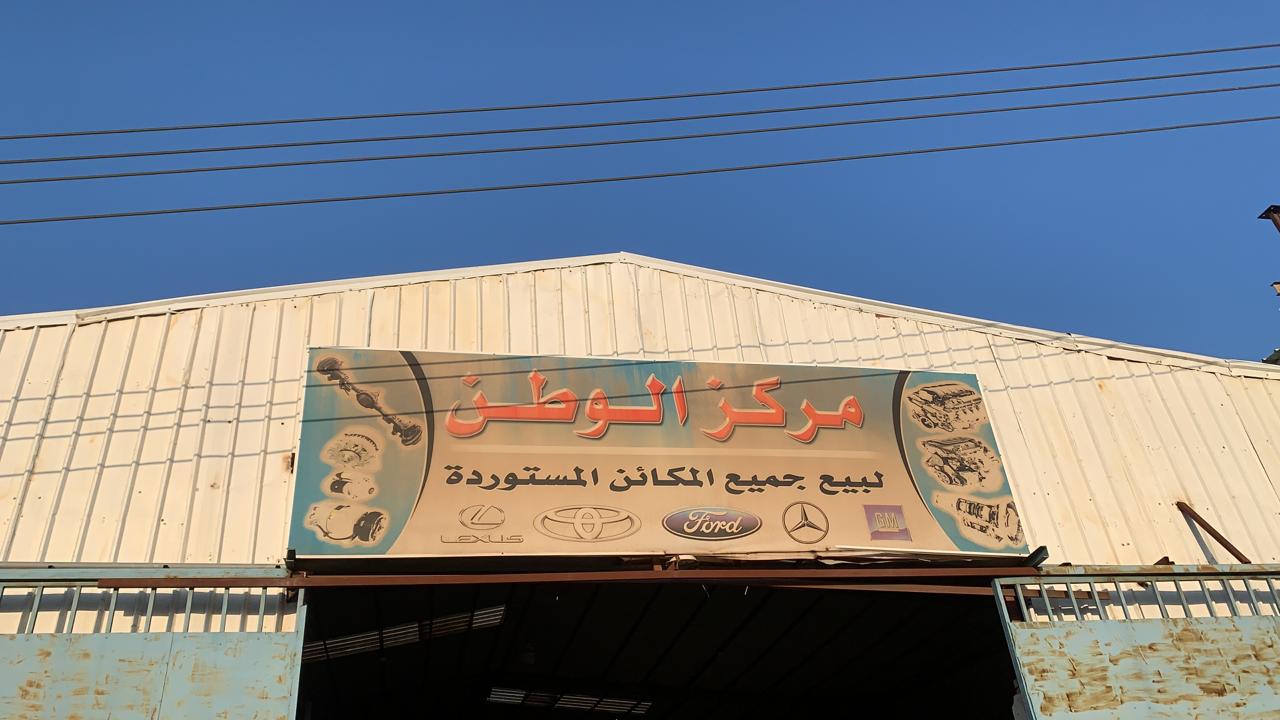 مركز الوطن
لبيع جميع المكائن المستوردة
LEXUS
Ford
GM